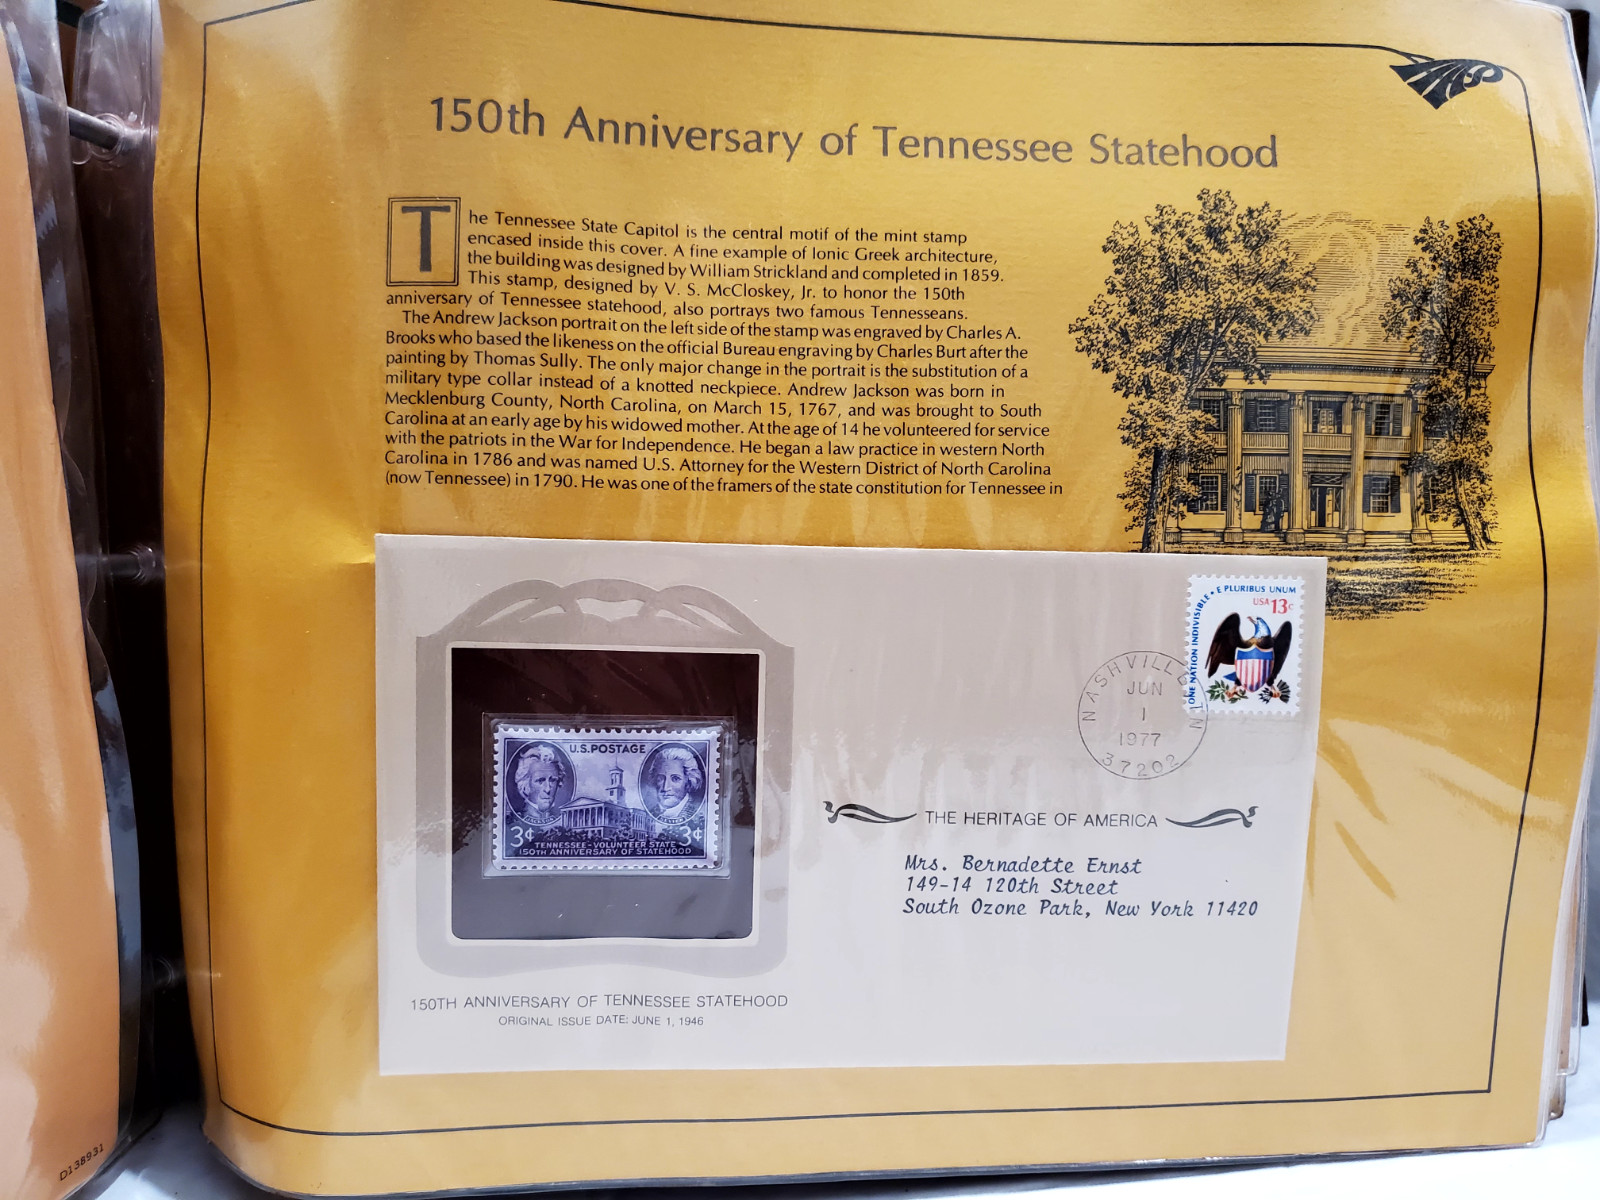 150th Anniversary of Tennessee Statehood
The Tennessee State Capitol is the central motif of the mint stamp
encased inside this cover. A fine example of Ionic Greek architecture,
the building was designed by William Strickland and completed in 1859.
This stamp, designed by V. S. McCloskey, Jr. to honor the 150th
anniversary of Tennessee statehood, also portrays two famous Tennesseans.
The Andrew Jackson portrait on the left side of the stamp was engraved by Charles A.
Brooks who based the likeness on the official Bureau engraving by Charles Burt after the
painting by Thomas Sully. The only major change in the portrait is the substitution of a
military type collar instead of a knotted neckpiece. Andrew Jackson was born in
Mecklenburg County, North Carolina, on March 15, 1767, and was brought to South
Carolina at an early age by his widowed mother. At the age of 14 he volunteered for service
with the patriots in the War for Independence. He began a law practice in western North
Carolina in 1786 and was named U.S. Attorney for the Western District of North Carolina
(now Tennessee) in 1790. He was one of the framers of the state constitution for Tennessee in
ONE NATION INDIVISIBLE • E PLURIBUS UNUM
USA 13c
NASHVILLE TN
JUN
1
1977
37202
U.S. POSTAGE
JACKSON
3¢ 3¢
TENNESSEE-VOLUNTEER STATE
150TH ANNIVERSARY OF STATEHOOD
THE HERITAGE OF AMERICA
Mrs. Bernadette Ernst
149-14 120th Street
South Ozone Park, New York 11420
150TH ANNIVERSARY OF TENNESSEE STATEHOOD
ORIGINAL ISSUE DATE: JUNE 1, 1946
D138931